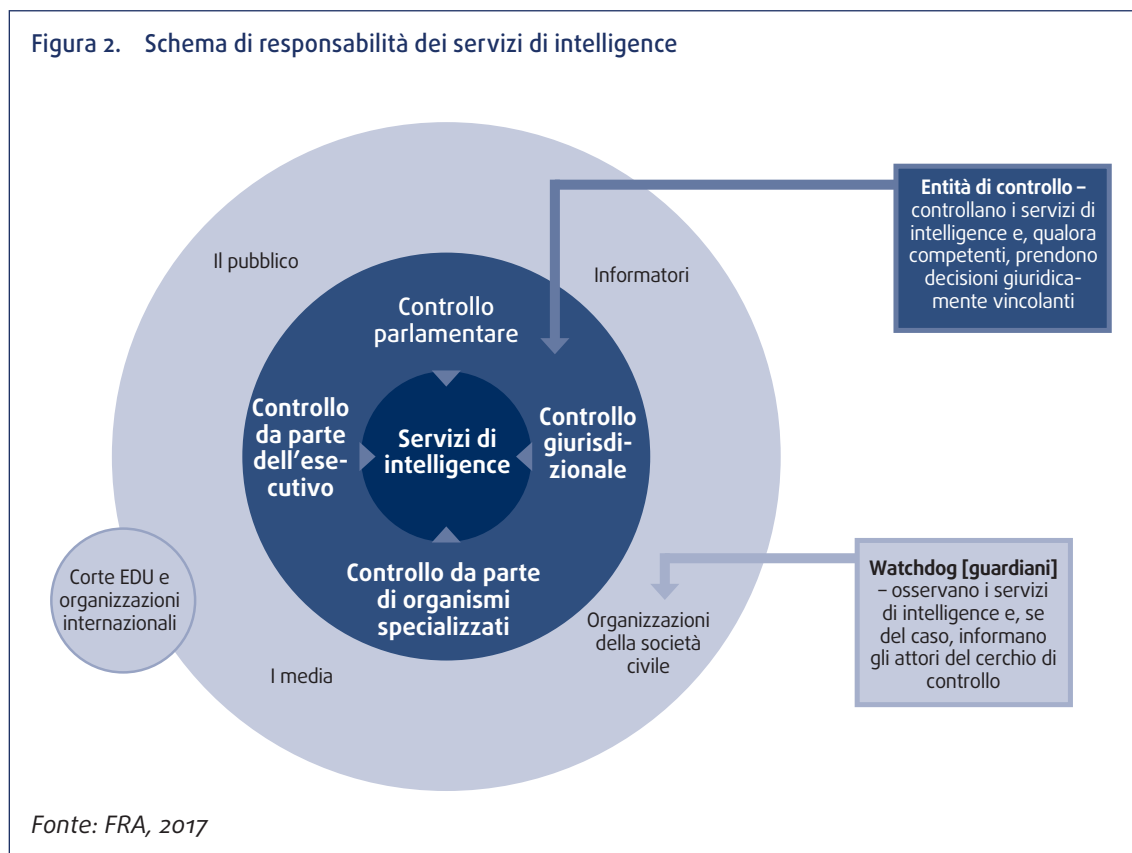 Figura 2. Schema di responsabilità dei servizi di intelligence
Entità di controllo –
controllano i servizi di
intelligence e, qualora
competenti, prendono
decisioni giuridica-
mente vincolanti
Il pubblico
Informatori
Controllo
parlamentare
Controllo
da parte
dell’ese-
cutivo
Servizi di
intelligence
Controllo
giurisdi-
zionale
Controllo da parte
di organismi
specializzati
Corte EDU e
organizzazioni
internazionali
Organizzazioni
della società
civile
I media
Watchdog [guardiani]
– osservano i servizi
di intelligence e, se
del caso, informano
gli attori del cerchio di
controllo
Fonte: FRA, 2017